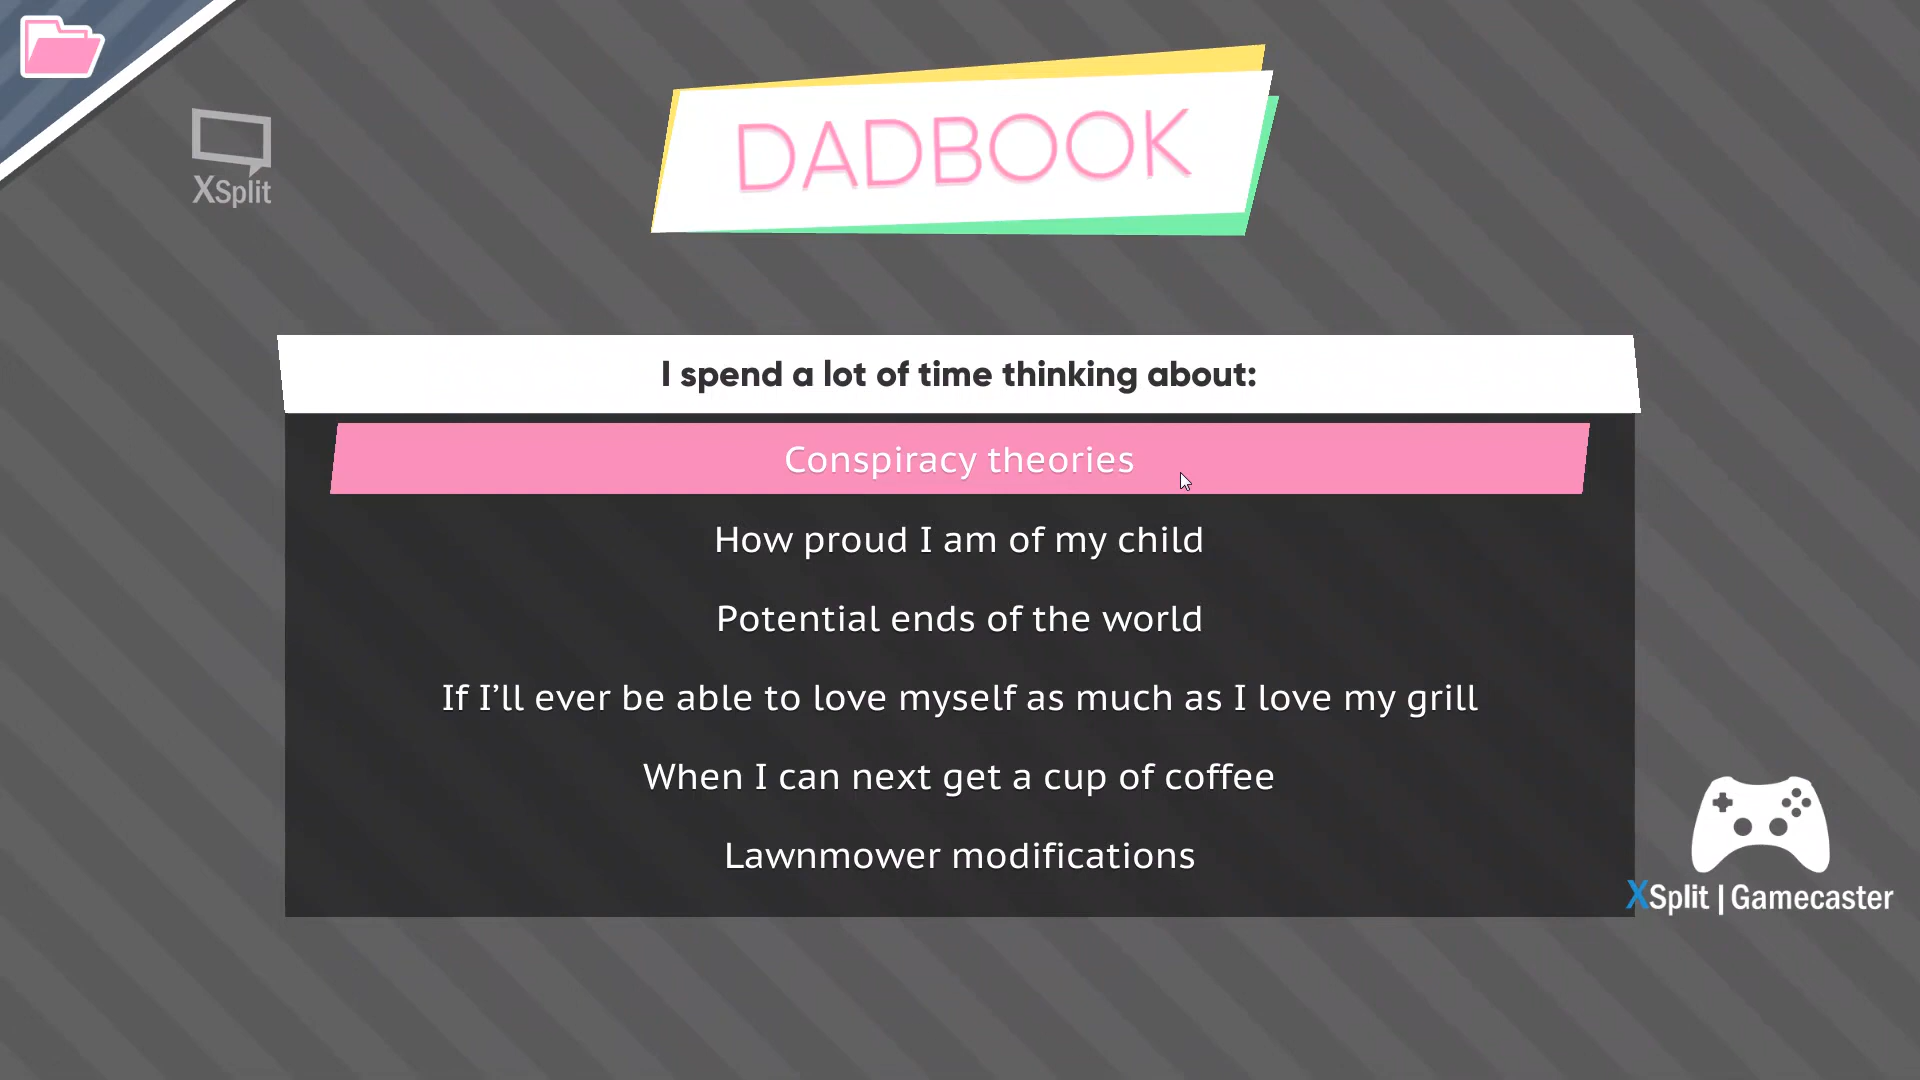 XSplit
DADBOOK
I spend a lot of time thinking about:
Conspiracy theories
How proud I am of my child
Potential ends of the world
If I’ll ever be able to love myself as much as I love my grill
When I can next get a cup of coffee
Lawnmower modifications
XSplit | Gamecaster